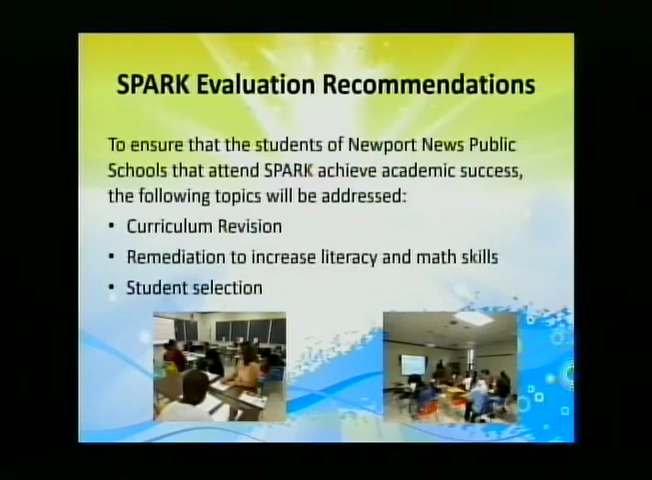 SPARK Evaluation Recommendations
To ensure that the students of Newport News Public
Schools that attend SPARK achieve academic success,
the following topics will be addressed:
• Curriculum Revision
• Remediation to increase literacy and math skills
• Student selection